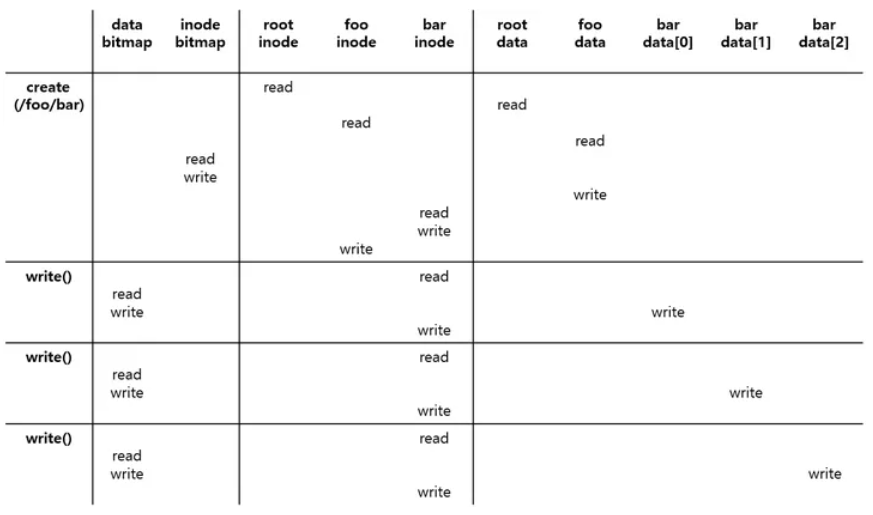 data inode root foo bar root foo bar bar bar
bitmap bitmap inode inode inode data data data[0] data[1] data[2]
create read
(/foo/bar) read
read
read
read
write
write
read
write
write
write() read
read
write write
write
write() read
read
write write
write
write() read
read
write write
write